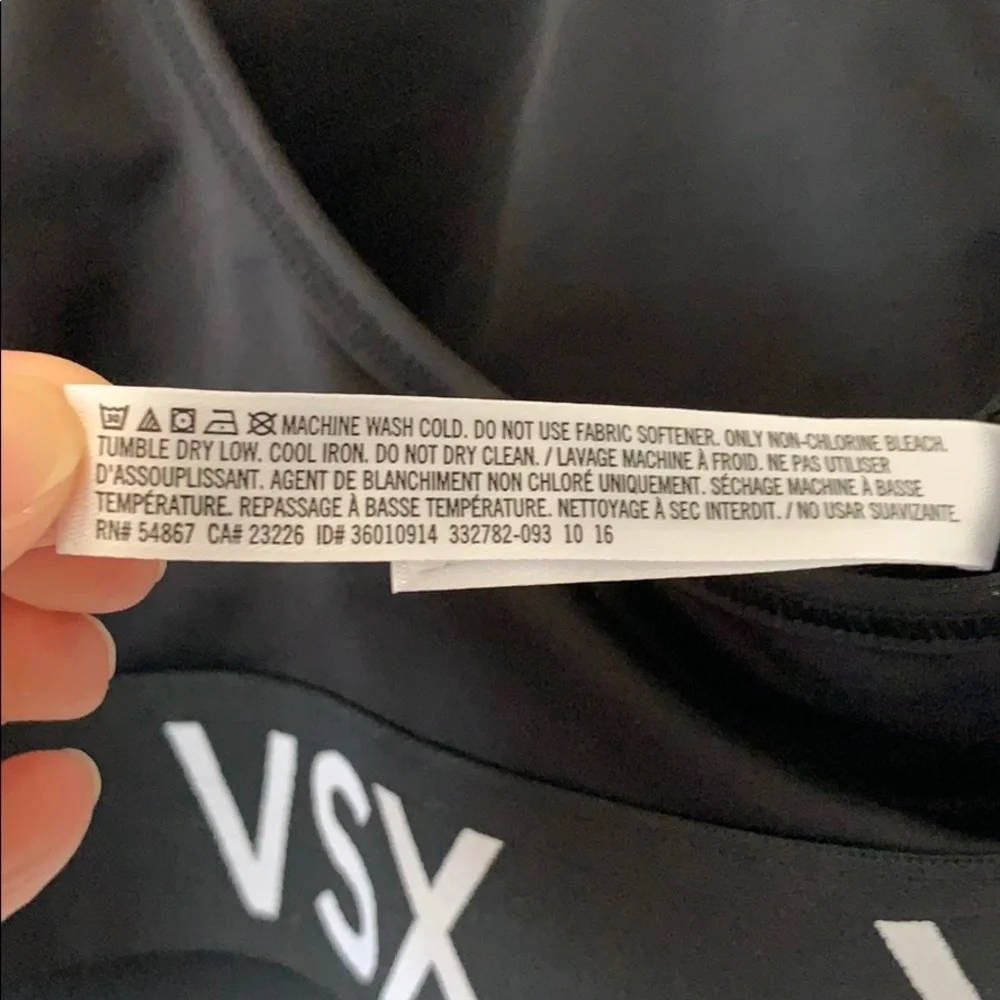 30 MACHINE WASH COLD. DO NOT USE FABRIC SOFTENER. ONLY NON-CHLORINE BLEACH.
TUMBLE DRY LOW. COOL IRON. DO NOT DRY CLEAN. / LAVAGE MACHINE À FROID. NE PAS UTILISER
D'ASSOUPLISSANT. AGENT DE BLANCHIMENT NON CHLORÉ UNIQUEMENT. SÉCHAGE MACHINE À BASSE
TEMPÉRATURE. REPASSAGE À BASSE TEMPÉRATURE. NETTOYAGE À SEC INTERDIT. / NO USAR SUAVIZANTE.
RN# 54867 CA# 23226 ID# 36010914 332782-093 10 16
VSX